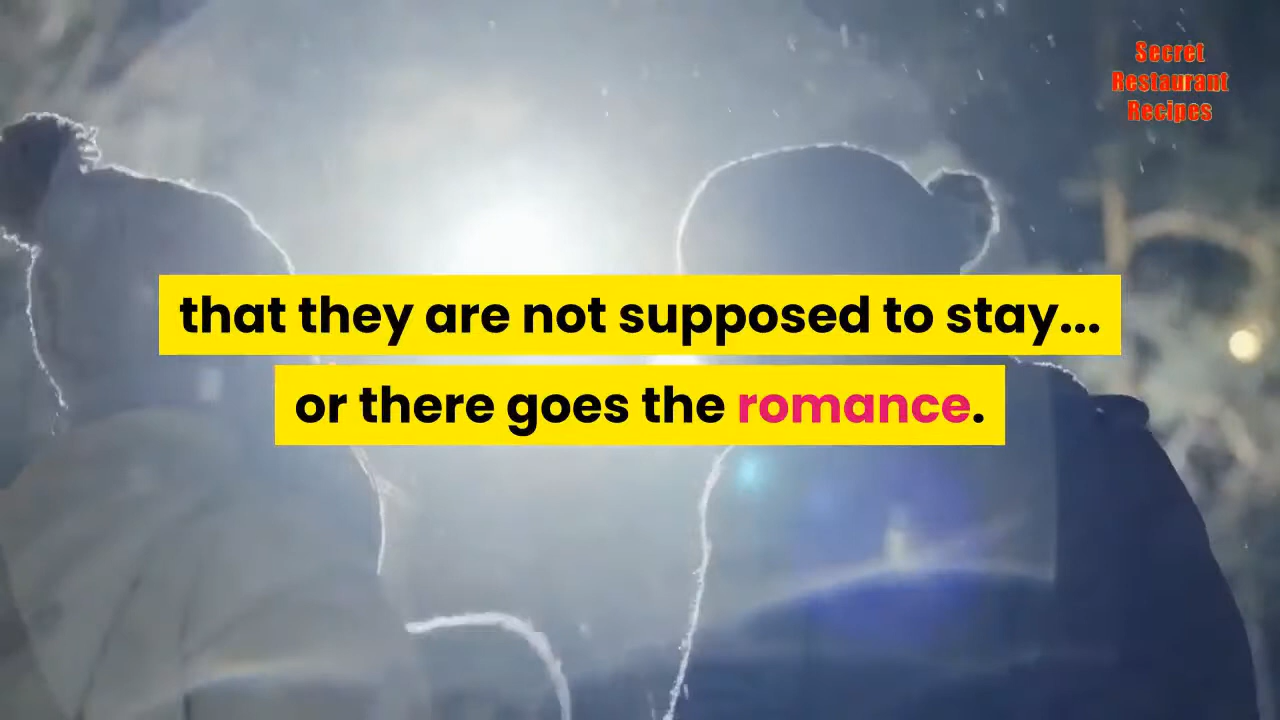 Secret
Restaurant
Recipes
that they are not supposed to stay...
or there goes the romance.